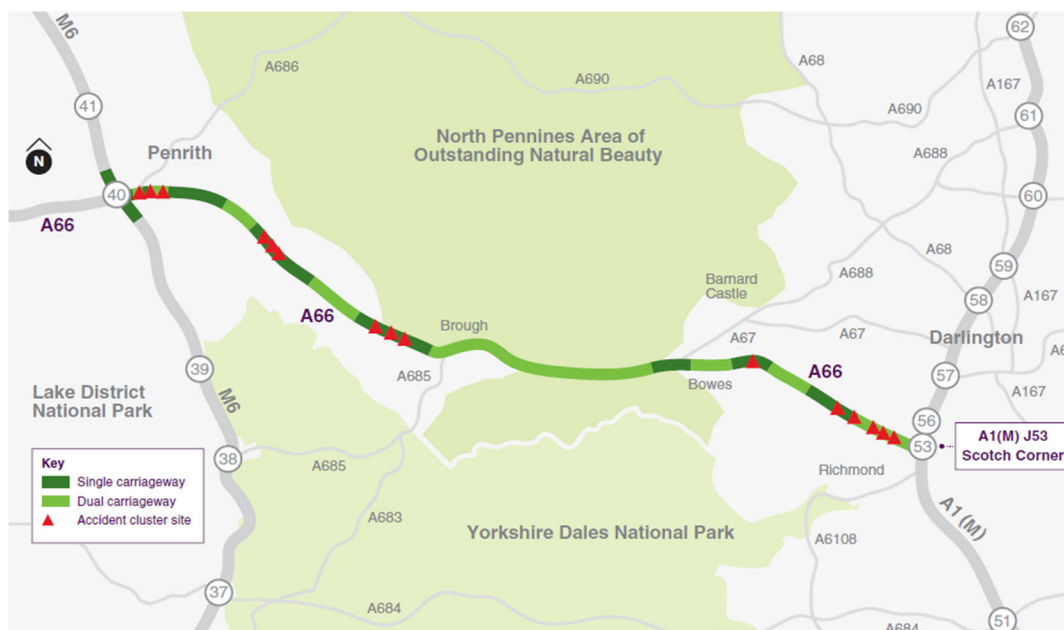 M6
62
A686
A68
A690
A167
41
A690
61
North Pennines Area of
Outstanding Natural Beauty
N
Penrith
A688
40
60
A66
A68
59
A688
Barnard
Castle
A167
58
A66
Brough
A67
A67
Darlington
A6
39
A685
A66
57
M6
Bowes
A167
Lake District
National Park
56
A1(M) J53
Scotch Corner
53
38
A685
Richmond
Key
Single carriageway
Dual carriageway
Accident cluster site
A683
Yorkshire Dales National Park
A6108
A1 (M)
37
A684
A684
51